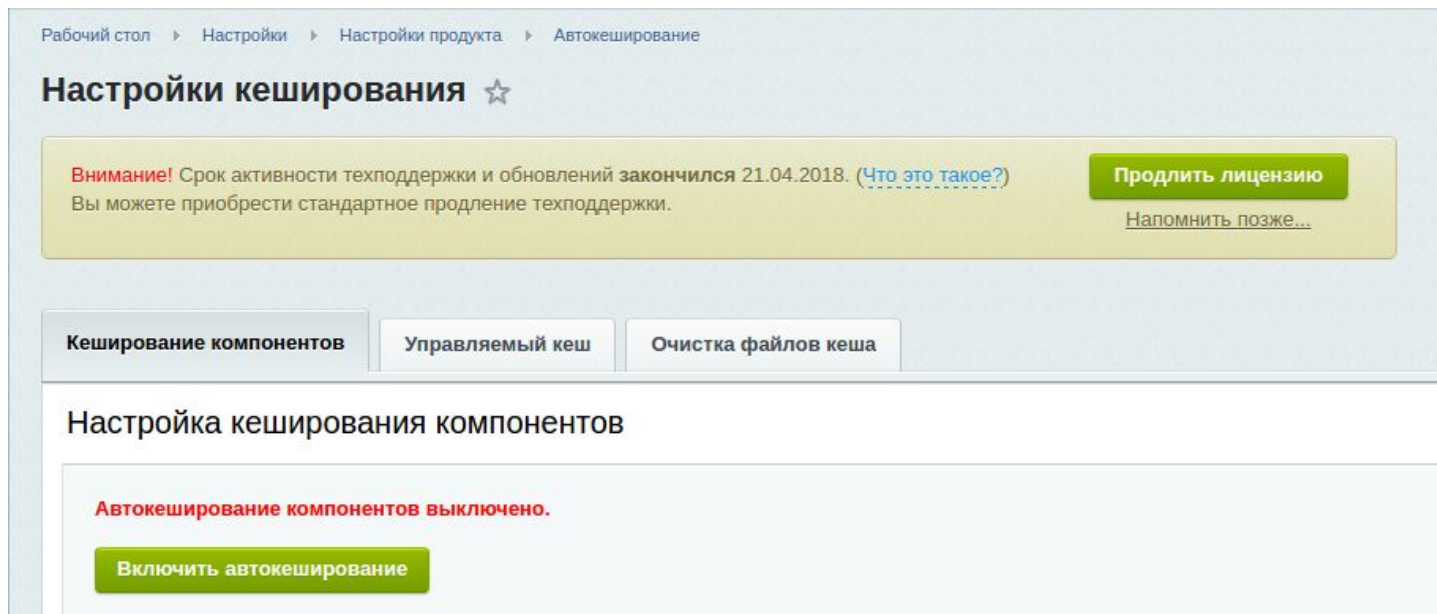 Рабочий стол Настройки Настройки продукта Автокеширование
Настройки кеширования
Внимание! Срок активности техподдержки и обновлений закончился 21.04.2018. (Что это такое?)
Вы можете приобрести стандартное продление техподдержки.
Продлить лицензию
Напомнить позже...
Кеширование компонентов Управляемый кеш Очистка файлов кеша
Настройка кеширования компонентов
Автокеширование компонентов выключено.
Включить автокеширование